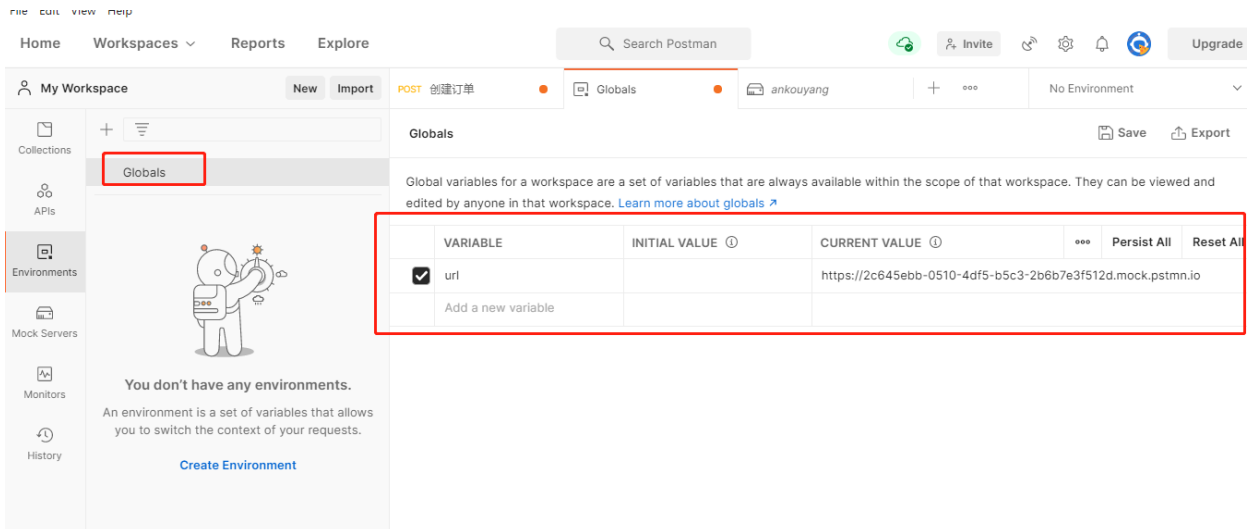 File Edit View Help
Home Workspaces Reports Explore Search Postman Invite Upgrade
My Workspace New Import POST 创建订单 Globals ankouyang No Environment
Collections
Globals Save Export
Globals
APIs
Global variables for a workspace are a set of variables that are always available within the scope of that workspace. They can be viewed and
edited by anyone in that workspace. Learn more about globals
VARIABLE INITIAL VALUE CURRENT VALUE Persist All Reset All
Environments
url https://2c645ebb-0510-4df5-b5c3-2b6b7e3f512d.mock.pstmn.io
Add a new variable
Mock Servers
Monitors
History
You don't have any environments.
An environment is a set of variables that allows
you to switch the context of your requests.
Create Environment